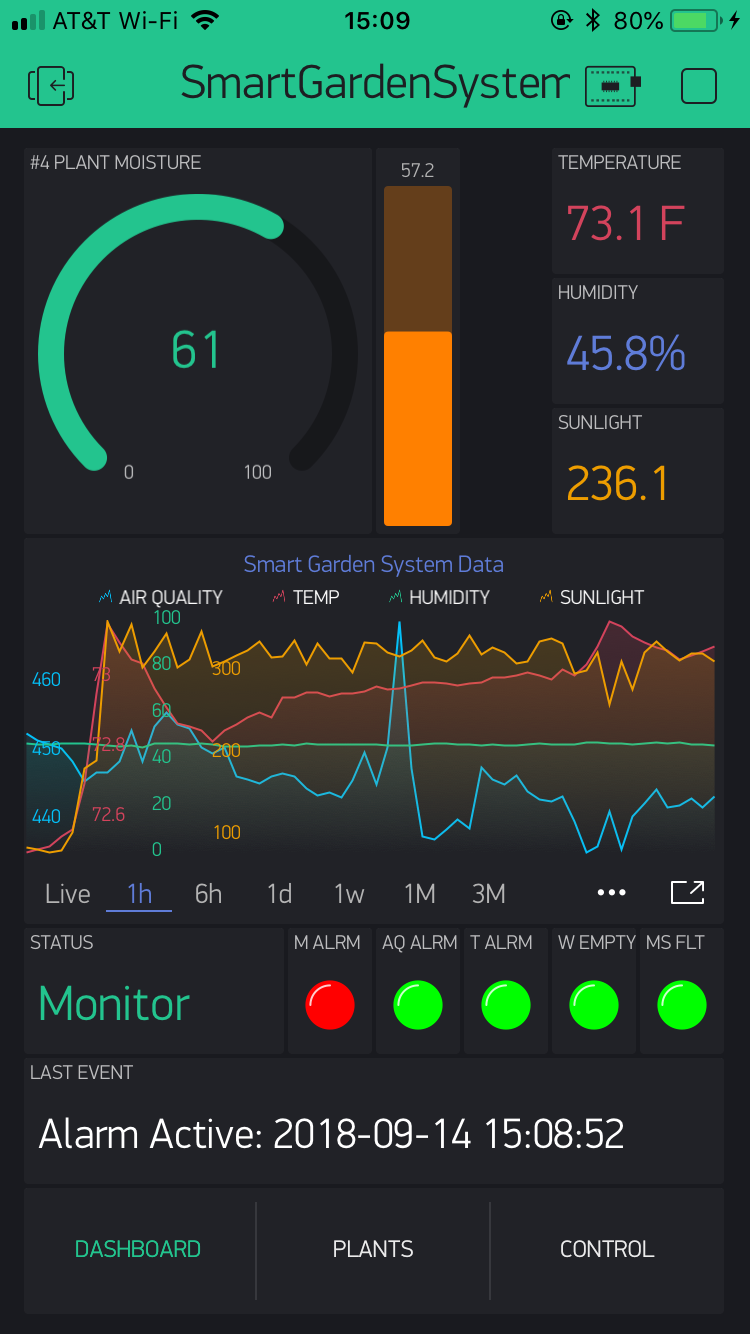 AT&T Wi-Fi 15:09 80%
SmartGardenSystem
#4 PLANT MOISTURE
57.2
TEMPERATURE
73.1 F
HUMIDITY
45.8%
61
0 100
SUNLIGHT
236.1
Smart Garden System Data
AIR QUALITY TEMP HUMIDITY SUNLIGHT
100
460 73 80 300
60
450 72.8 40 200
440 72.6 20 100
0
Live 1h 6h 1d 1w 1M 3M
STATUS M ALRM AQ ALRM T ALRM W EMPTY MS FLT
Monitor
LAST EVENT
Alarm Active: 2018-09-14 15:08:52
DASHBOARD PLANTS CONTROL